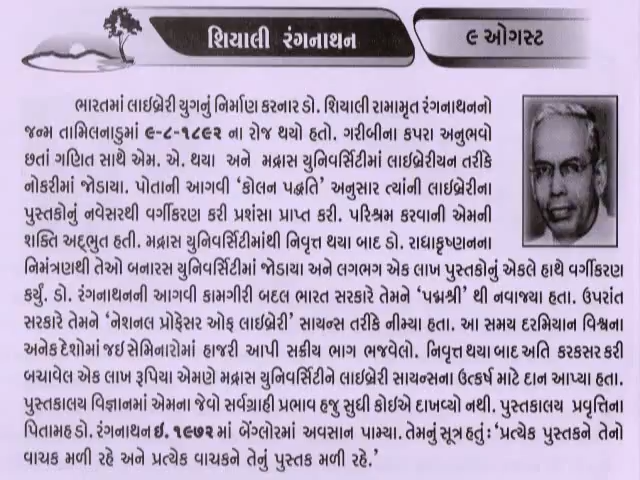 શિયાલી રંગનાથન
૯ ઓગસ્ટ
ભારતમાં લાઇબ્રેરી યુગનું નિર્માણ કરનાર ડો. શિયાલી રામામૃત રંગનાથનનો
જન્મ તામિલનાડુમાં ૯-૮-૧૮૯૨ ના રોજ થયો હતો. ગરીબીના કપરા અનુભવો
છતાં ગણિત સાથે એમ. એ. થયા અને મદ્રાસ યુનિવર્સિટીમાં લાઇબ્રેરીયન તરીકે
નોકરીમાં જોડાયા. પોતાની આગવી ‘કોલન પદ્ધતિ’ અનુસાર ત્યાંની લાઇબ્રેરીના
પુસ્તકોનું નવેસરથી વર્ગીકરણ કરી પ્રશંસા પ્રાપ્ત કરી. પરિશ્રમ કરવાની એમની
શક્તિ અદ્ભુત હતી. મદ્રાસ યુનિવર્સિટીમાંથી નિવૃત્ત થયા બાદ ડો. રાધાકૃષ્ણનના
નિમંત્રણથી તેઓ બનારસ યુનિવર્સિટીમાં જોડાયા અને લગભગ એક લાખ પુસ્તકોનું એકલે હાથે વર્ગીકરણ
કર્યું. ડો. રંગનાથનની આગવી કામગીરી બદલ ભારત સરકારે તેમને ‘પદ્મશ્રી’ થી નવાજ્યા હતા. ઉપરાંત
સરકારે તેમને ‘નેશનલ પ્રોફેસર ઓફ લાઇબ્રેરી’ સાયન્સ તરીકે નીમ્યા હતા. આ સમય દરમિયાન વિશ્વના
અનેક દેશોમાં જઇ સેમિનારોમાં હાજરી આપી સક્રીય ભાગ ભજવેલો. નિવૃત્ત થયા બાદ અતિ કરકસર કરી
બચાવેલ એક લાખ રૂપિયા એમણે મદ્રાસ યુનિવર્સિટીને લાઇબ્રેરી સાયન્સના ઉત્કર્ષ માટે દાન આપ્યા હતા.
પુસ્તકાલય વિજ્ઞાનમાં એમના જેવો સર્વગ્રાહી પ્રભાવ હજુ સુધી કોઈએ દાખવ્યો નથી. પુસ્તકાલય પ્રવૃત્તિના
પિતામહ ડો. રંગનાથન ઇ. ૧૯૭૨ માં બેંગ્લોરમાં અવસાન પામ્યા. તેમનું સૂત્ર હતું : ‘પ્રત્યેક પુસ્તકને તેનો
વાચક મળી રહે અને પ્રત્યેક વાચકને તેનું પુસ્તક મળી રહે.’